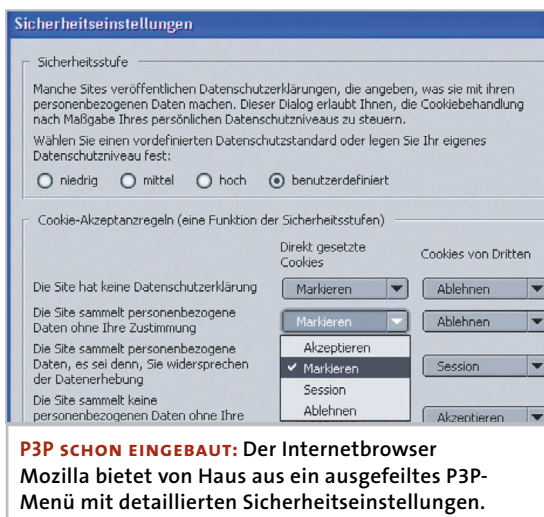 Sicherheitseinstellungen
Sicherheitsstufe
Manche Sites veröffentlichen Datenschutzerklärungen, die angeben, was sie mit ihren
personenbezogenen Daten machen. Dieser Dialog erlaubt Ihnen, die Cookiebehandlung
nach Maßgabe Ihres persönlichen Datenschutzniveaus zu steuern.
Wählen Sie einen vordefinierten Datenschutzstandard oder legen Sie Ihr eigenes
Datenschutzniveau fest:
niedrig mittel hoch benutzerdefiniert
Cookie-Akzeptanzregeln (eine Funktion der Sicherheitsstufen)
Direkt gesetzte
Cookies
Cookies von Dritten
Die Site hat keine Datenschutzerklärung Markieren Ablehnen
Die Site sammelt personenbezogene
Daten ohne Ihre Zustimmung
Markieren Ablehnen
Akzeptieren
Markieren
Session
Ablehnen
Die Site sammelt personenbezogene
Daten, es sei denn, Sie widersprechen
der Datenerhebung
Session
Die Site sammelt keine
personenbezogenen Daten ohne Ihre
Akzeptieren
P3P SCHON EINGEBAUT: Der Internetbrowser
Mozilla bietet von Haus aus ein ausgefeiltes P3P-
Menü mit detaillierten Sicherheitseinstellungen.